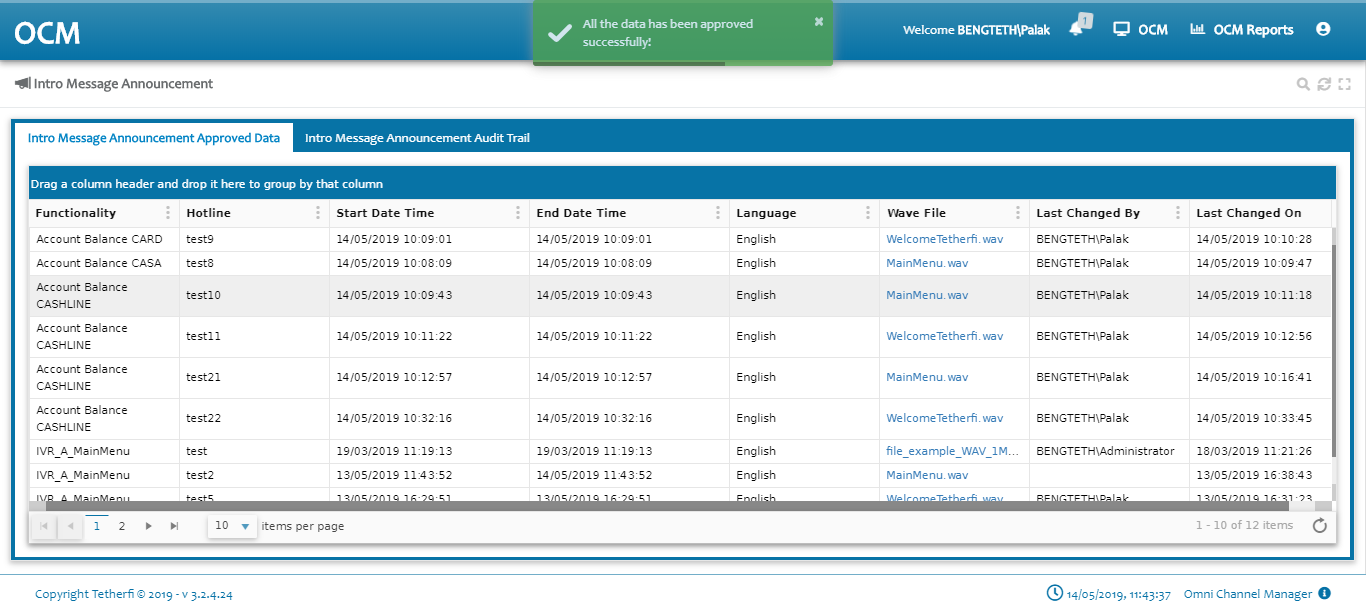 OCM
All the data has been approved
successfully!
Welcome BENGTETH\Palak
1
OCM
OCM Reports
Intro Message Announcement
Intro Message Announcement Approved Data
Intro Message Announcement Audit Trail
Drag a column header and drop it here to group by that column
Functionality Hotline Start Date Time End Date Time Language Wave File Last Changed By Last Changed On
Account Balance CARD test9 14/05/2019 10:09:01 14/05/2019 10:09:01 English WelcomeTetherfi.wav BENGTETH\Palak 14/05/2019 10:10:28
Account Balance CASA test8 14/05/2019 10:08:09 14/05/2019 10:08:09 English MainMenu.wav BENGTETH\Palak 14/05/2019 10:09:47
Account Balance
CASHLINE test10 14/05/2019 10:09:43 14/05/2019 10:09:43 English MainMenu.wav BENGTETH\Palak 14/05/2019 10:11:18
Account Balance
CASHLINE test11 14/05/2019 10:11:22 14/05/2019 10:11:22 English WelcomeTetherfi.wav BENGTETH\Palak 14/05/2019 10:12:56
Account Balance
CASHLINE test21 14/05/2019 10:12:57 14/05/2019 10:12:57 English MainMenu.wav BENGTETH\Palak 14/05/2019 10:16:41
Account Balance
CASHLINE test22 14/05/2019 10:32:16 14/05/2019 10:32:16 English WelcomeTetherfi.wav BENGTETH\Palak 14/05/2019 10:33:45
IVR_A_MainMenu test 19/03/2019 11:19:13 19/03/2019 11:19:13 English file_example_WAV_1M... BENGTETH\Administrator 18/03/2019 11:21:26
IVR_A_MainMenu test2 13/05/2019 11:43:52 14/05/2019 11:43:52 English MainMenu.wav 13/05/2019 16:38:43
IVR_A_MainMenu test5 13/05/2019 16:29:51 13/05/2019 16:29:51 English WelcomeTetherfi.wav BENGTETH\Palak 13/05/2019 16:31:23
1 2 10 items per page 1 - 10 of 12 items
Copyright Tetherfi © 2019 - v 3.2.4.24
14/05/2019, 11:43:37 Omni Channel Manager